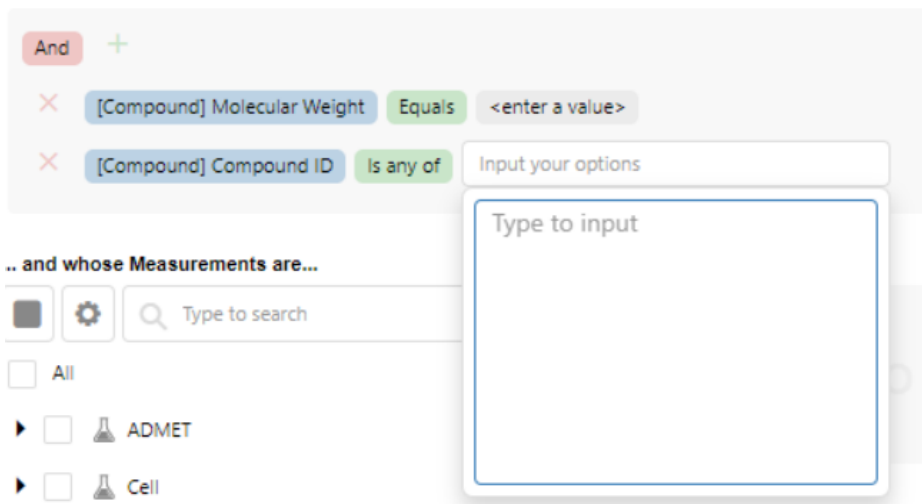 And +
[Compound] Molecular Weight Equals <enter a value>
[Compound] Compound ID Is any of Input your options
Type to input
.. and whose Measurements are...
Type to search
All
ADMET
Cell